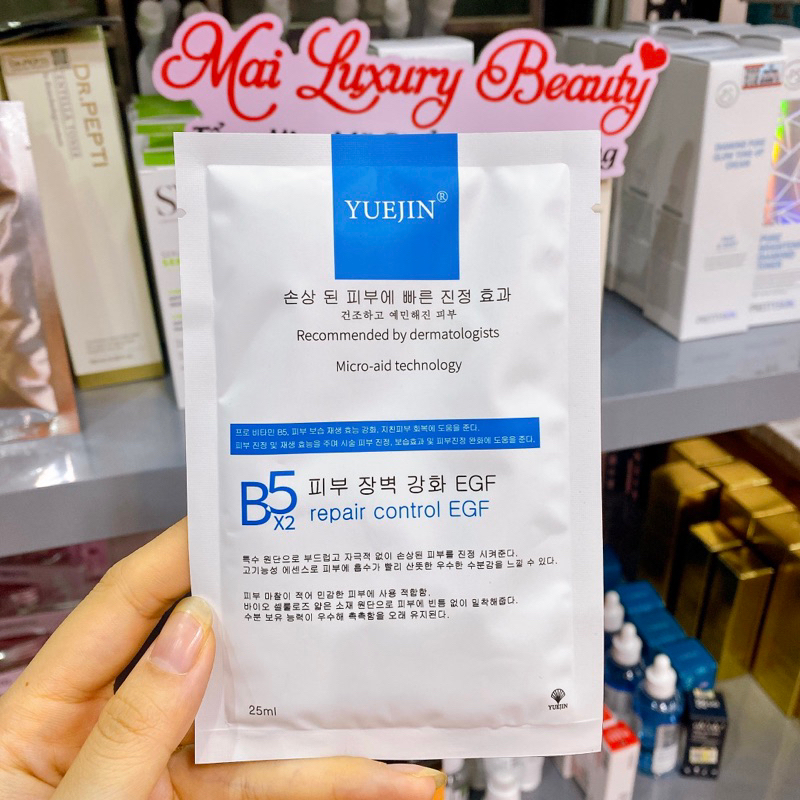 Mai Luxury Beauty
YUEJIN®
손상 된 피부에 빠른 진정 효과
건조하고 예민해진 피부
Recommended by dermatologists
Micro-aid technology
프로 비타민 B5, 피부 보습 재생 효능 강화, 지친피부 회복에 도움을 준다.
피부 진정 및 재생 효능을 주며 시술 피부 진정, 보습효과 및 피부진정 완화에 도움을 준다.
B5 X2
피부 장벽 강화 EGF
repair control EGF
특수 원단으로 부드럽고 자극적 없이 손상된 피부를 진정 시켜준다.
고기능성 에센스로 피부에 흡수가 빨리 산뜻한 우수한 수분감을 느낄 수 있다.
피부 마찰이 적어 민감한 피부에 사용 적합함.
바이오 셀룰로즈 얇은 소재 원단으로 피부에 빈틈 없이 밀착해줍다.
수분 보유 능력이 우수해 촉촉함을 오래 유지된다.
25ml
YUEJIN
DR.PEPTI